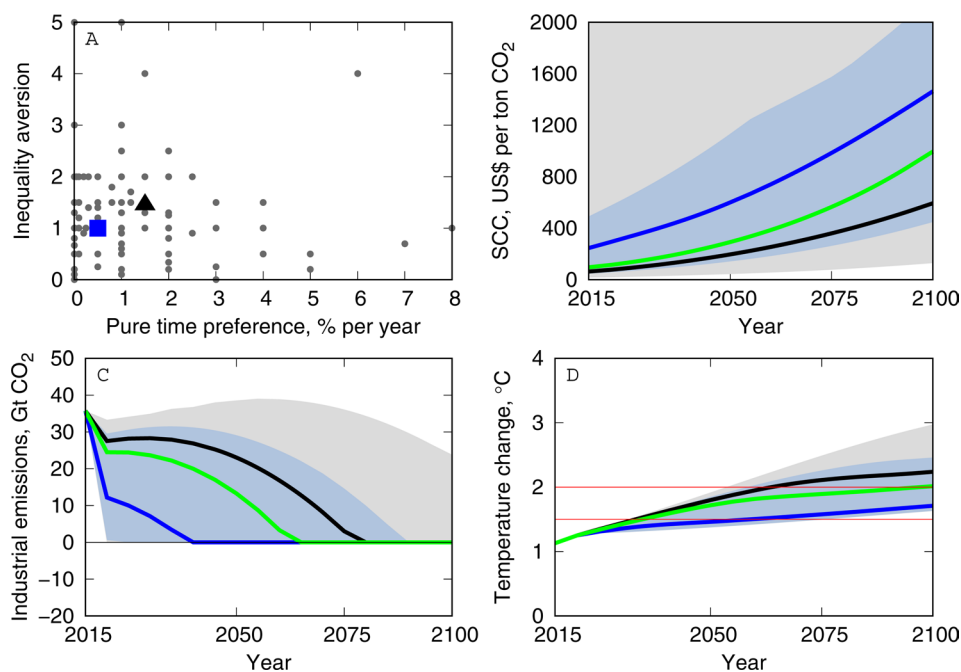 A
Inequality aversion
5
4
3
2
1
0
0 1 2 3 4 5 6 7 8
Pure time preference, % per year
SCC, US$ per ton CO₂
2000
1600
1200
800
400
0
2015 2050 2075 2100
Year
C
Industrial emissions, Gt CO₂
50
40
30
20
10
0
−10
−20
2015 2050 2075 2100
Year
D
Temperature change, °C
4
3
2
1
0
2015 2050 2075 2100
Year